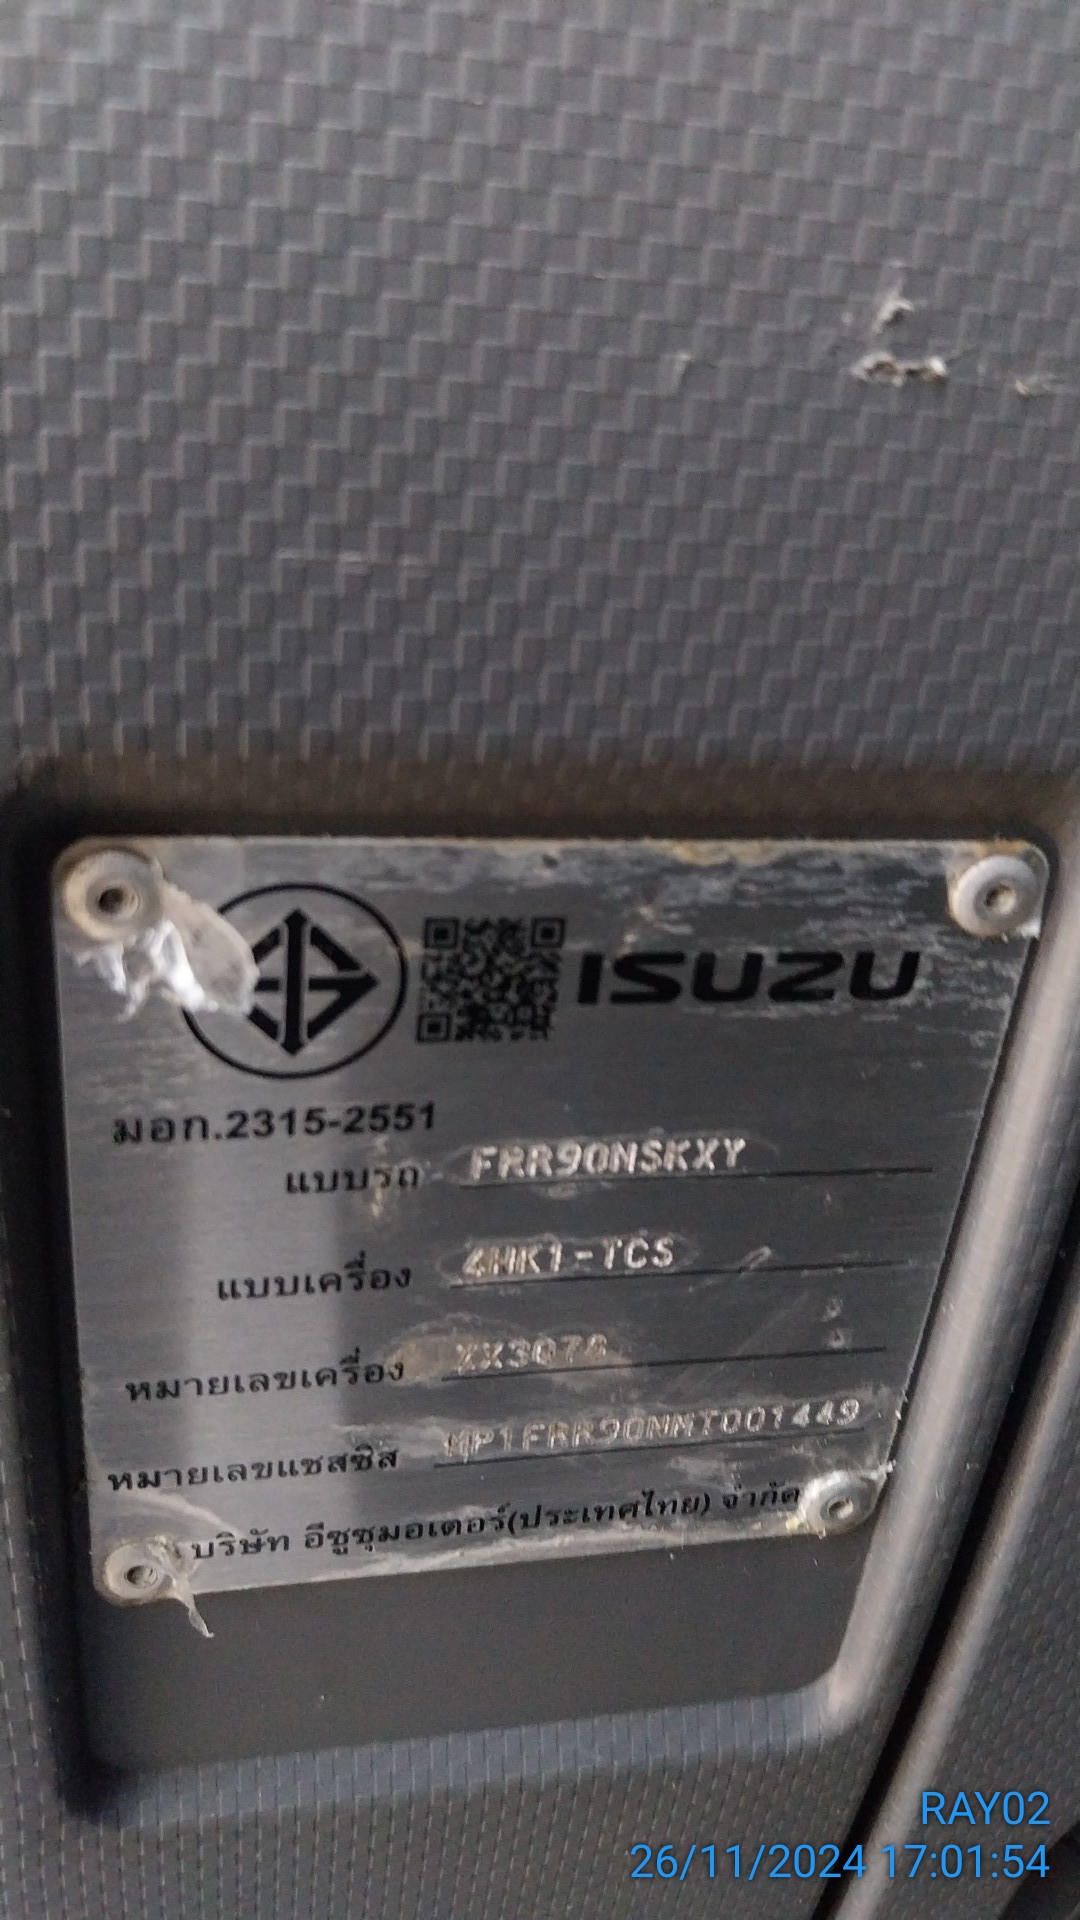 ISUZU
มอก.2315-2551
แบบรถ FRR90NSKXY
แบบเครื่อง 4HK1-TCS
หมายเลขเครื่อง
หมายเลขแชสซิส MP1FRR90NMT001449
บริษัท อีซูซุมอเตอร์(ประเทศไทย) จำกัด
RAY02
26/11/2024 17:01:54